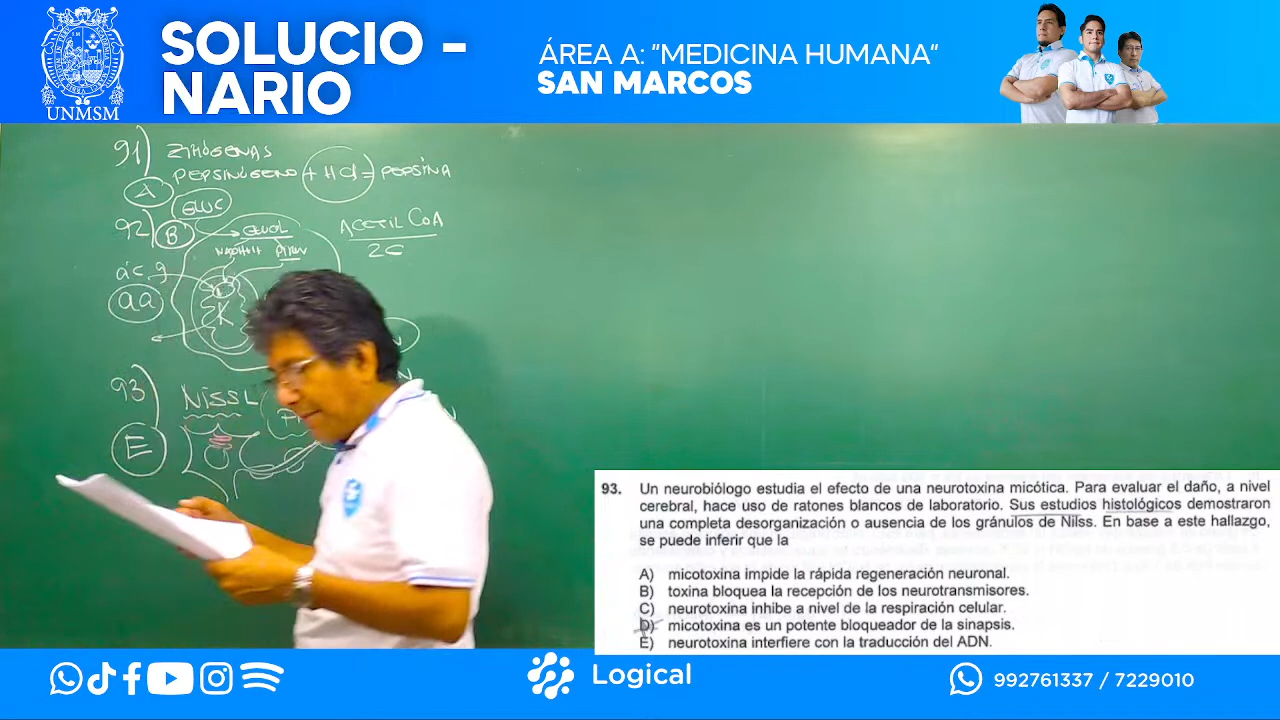 UNMSM
SOLUCIO -
NARIO
ÁREA A: "MEDICINA HUMANA"
SAN MARCOS
91) ZIMÓGENAS
PEPSINÓGENO + HCl = PEPSINA
A
GLUC
92) B
ACETIL CoA
2C
aa
K
93) NISSL
E
93. Un neurobiólogo estudia el efecto de una neurotoxina micótica. Para evaluar el daño, a nivel
cerebral, hace uso de ratones blancos de laboratorio. Sus estudios histológicos demostraron
una completa desorganización o ausencia de los gránulos de Nilss. En base a este hallazgo,
se puede inferir que la
A) micotoxina impide la rápida regeneración neuronal.
B) toxina bloquea la recepción de los neurotransmisores.
C) neurotoxina inhibe a nivel de la respiración celular.
D) micotoxina es un potente bloqueador de la sinapsis.
E) neurotoxina interfiere con la traducción del ADN.
Logical
992761337 / 7229010